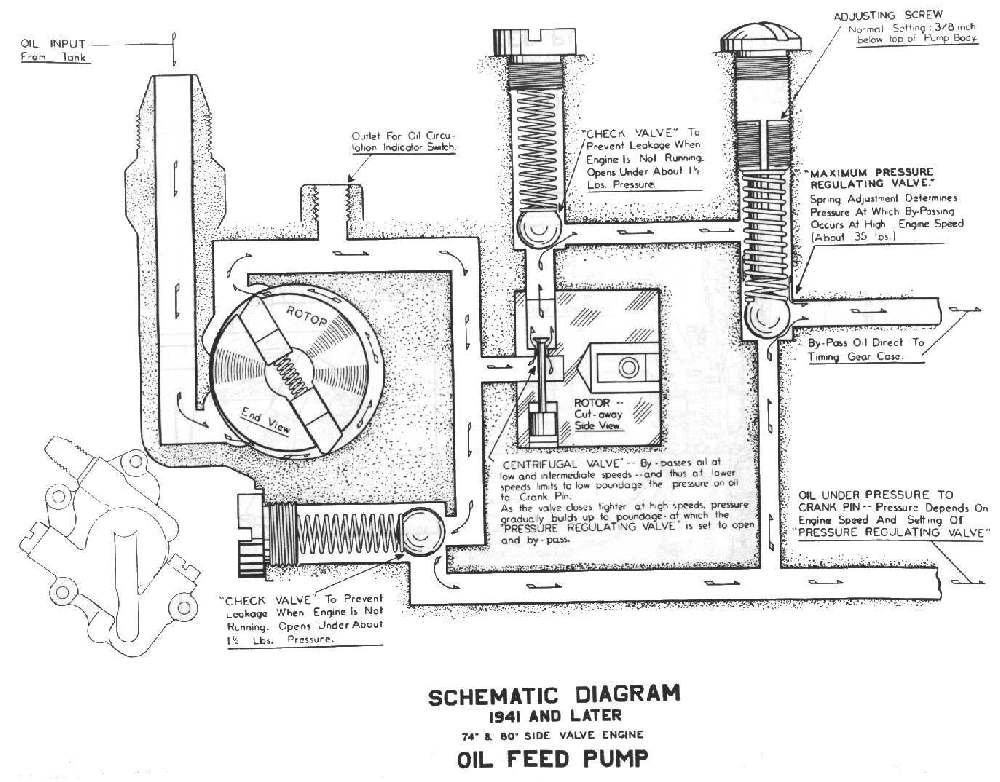 OIL INPUT
From Tank
Outlet For Oil Circu-
lation Indicator Switch.
"CHECK VALVE" To
Prevent Leakage When
Engine Is Not Running.
Opens Under About 1½
Lbs. Pressure.
ADJUSTING SCREW
Normal Setting: 3/8 inch
below top of Pump Body.
"MAXIMUM PRESSURE
REGULATING VALVE."
Spring Adjustment Determines
Pressure At Which By-Passing
Occurs At High Engine Speed
(About 35 lbs.)
By-Pass Oil Direct To
Timing Gear Case.
ROTOR
End View
ROTOR --
Cut-away
Side View.
CENTRIFUGAL VALVE" -- By-passes oil at
low and intermediate speeds -- and thus at lower
speeds limits to low poundage the pressure on oil
to Crank Pin.
As the valve closes tighter at high speeds, pressure
gradually builds up to poundage at which the
"PRESSURE REGULATING VALVE" is set to open
and by-pass.
OIL UNDER PRESSURE TO
CRANK PIN -- Pressure Depends On
Engine Speed And Setting Of
PRESSURE REGULATING VALVE"
"CHECK VALVE" To Prevent
Leakage When Engine Is Not
Running. Opens Under About
1½ Lbs. Pressure.
SCHEMATIC DIAGRAM
1941 AND LATER
74" & 80" SIDE VALVE ENGINE
OIL FEED PUMP